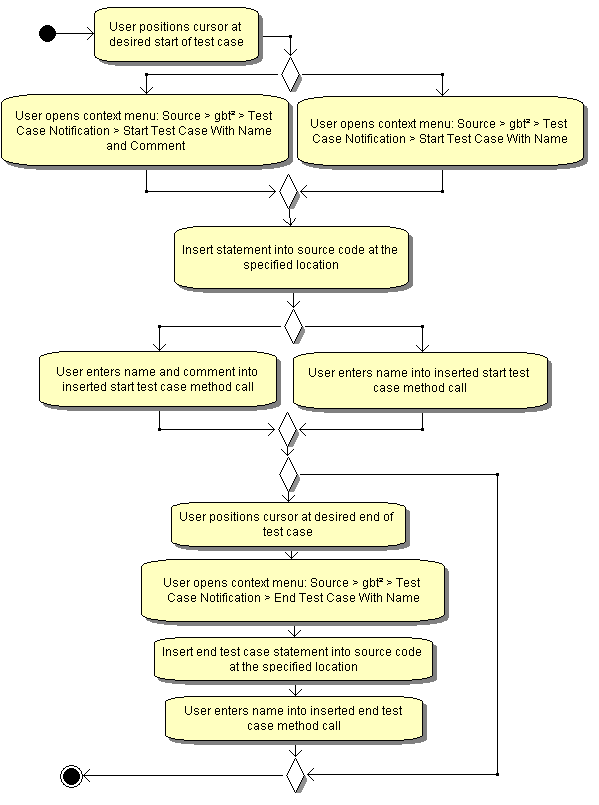 User positions cursor at
desired start of test case
User opens context menu: Source > gbt² > Test
Case Notification > Start Test Case With Name
and Comment
User opens context menu: Source > gbt² > Test
Case Notification > Start Test Case With Name
Insert statement into source code at the
specified location
User enters name and comment into
inserted start test case method call
User enters name into inserted start test
case method call
User positions cursor at desired end of
test case
User opens context menu: Source > gbt² > Test
Case Notification > End Test Case With Name
Insert end test case statement into source code
at the specified location
User enters name into inserted end test
case method call